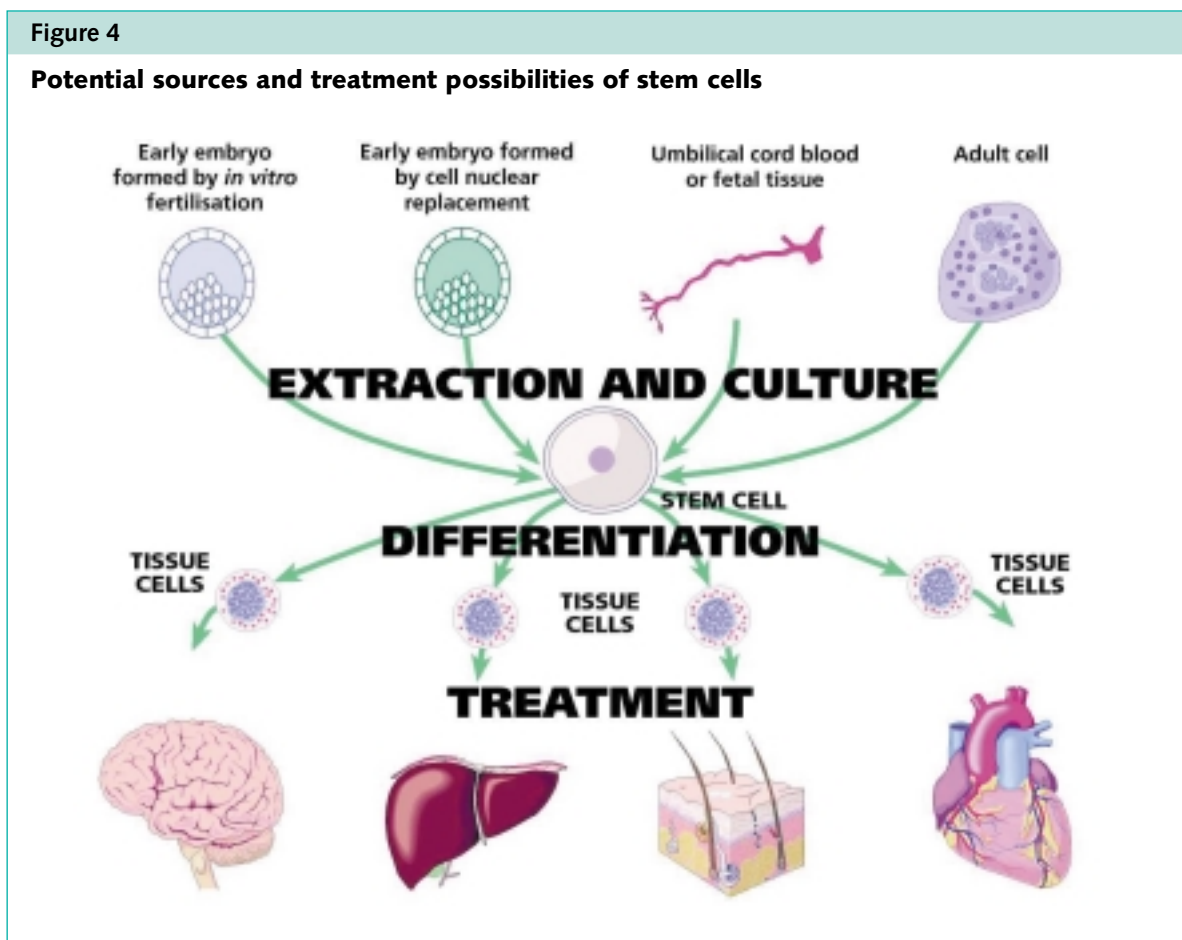 Figure 4
Potential sources and treatment possibilities of stem cells
Early embryo
formed by in vitro
fertilisation
Early embryo formed
by cell nuclear
replacement
Umbilical cord blood
or fetal tissue
Adult cell
EXTRACTION AND CULTURE
STEM CELL
DIFFERENTIATION
TISSUE
CELLS
TISSUE
CELLS
TISSUE
CELLS
TREATMENT